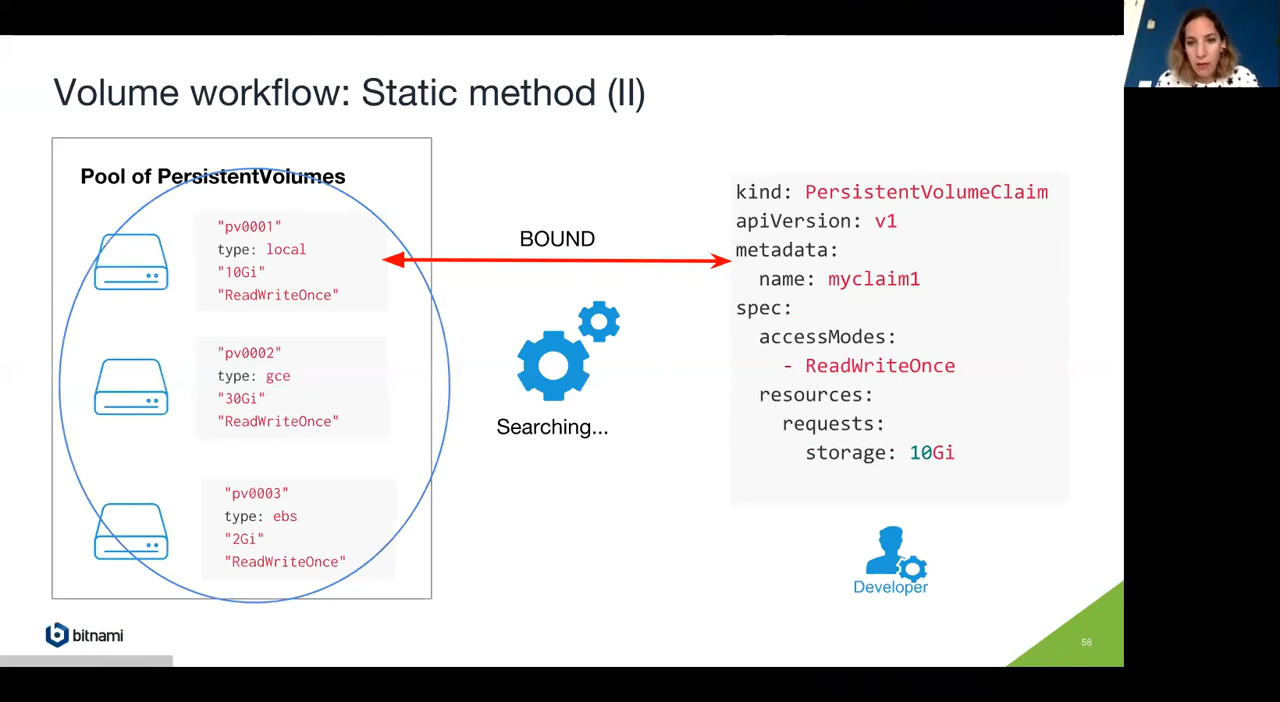 Volume workflow: Static method (II)
Pool of PersistentVolumes
"pv0001"
type: local
"10Gi"
"ReadWriteOnce"
"pv0002"
type: gce
"30Gi"
"ReadWriteOnce"
"pv0003"
type: ebs
"2Gi"
"ReadWriteOnce"
BOUND
Searching...
kind: PersistentVolumeClaim
apiVersion: v1
metadata:
name: myclaim1
spec:
accessModes:
- ReadWriteOnce
resources:
requests:
storage: 10Gi
Developer
bitnami
56